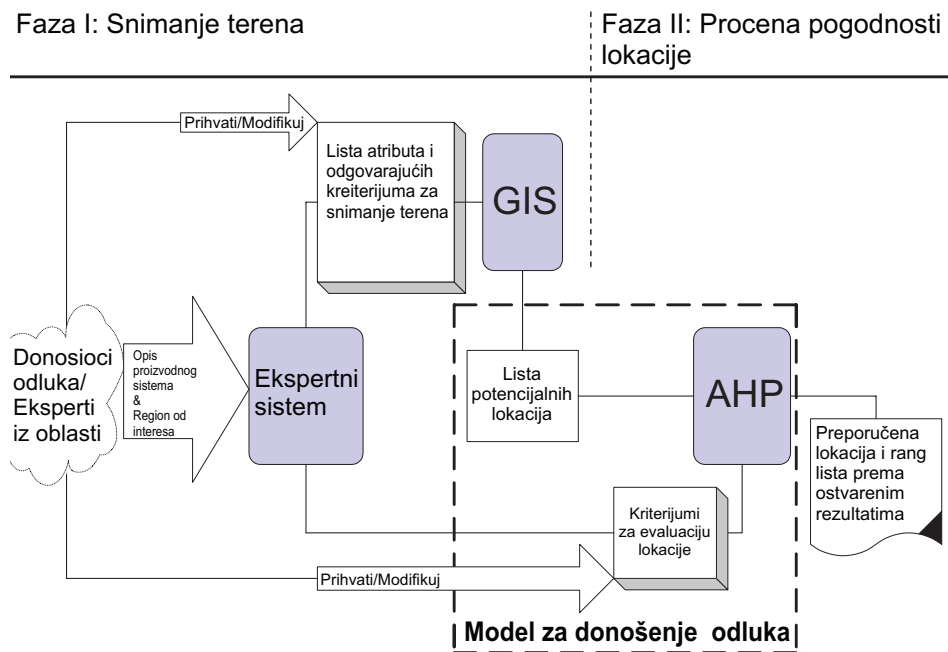 Faza I: Snimanje terena
Faza II: Procena pogodnosti
lokacije
Prihvati/Modifikuj
Lista atributa i
odgovarajućih
kreiterijuma za
snimanje terena
GIS
Donosioci
odluka/
Eksperti
iz oblasti
Opis
proizvodnog
sistema
&
Region od
interesa
Ekspertni
sistem
Lista
potencijalnih
lokacija
AHP
Preporučena
lokacija i rang
lista prema
ostvarenim
rezultatima
Kriterijumi
za evaluaciju
lokacije
Prihvati/Modifikuj
Model za donošenje odluka